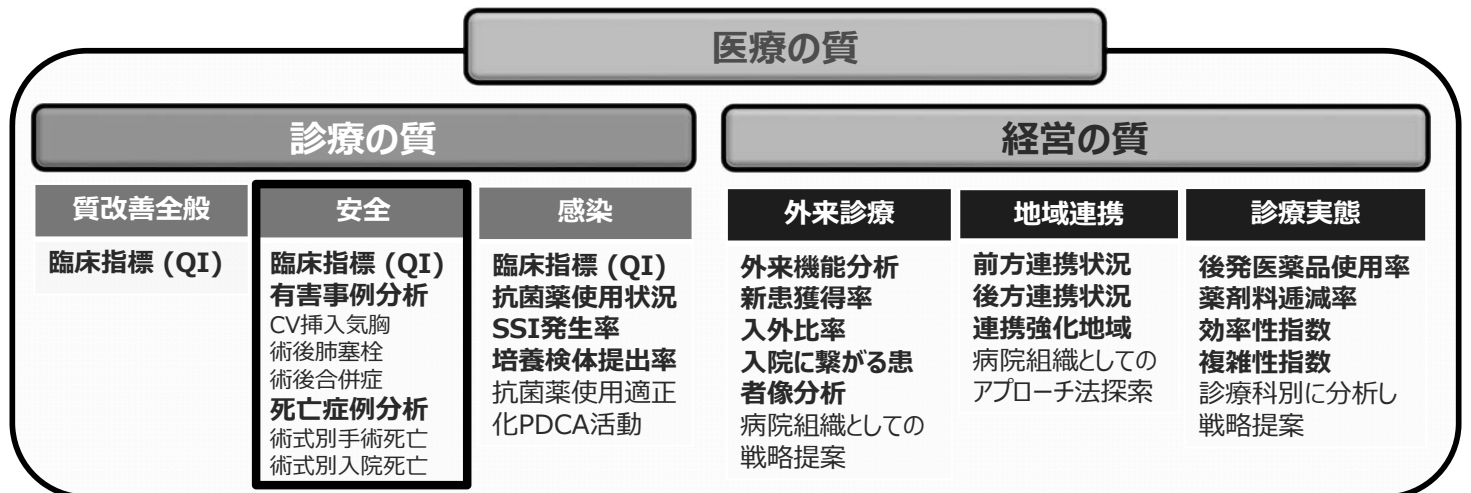 医療の質
診療の質
経営の質
質改善全般
臨床指標 (QI)
安全
臨床指標 (QI)
有害事例分析
CV挿入気胸
術後肺塞栓
術後合併症
死亡症例分析
術式別手術死亡
術式別入院死亡
感染
臨床指標 (QI)
抗菌薬使用状況
SSI発生率
培養検体提出率
抗菌薬使用適正
化PDCA活動
外来診療
外来機能分析
新患獲得率
入外比率
入院に繋がる患
者像分析
病院組織としての
戦略提案
地域連携
前方連携状況
後方連携状況
連携強化地域
病院組織としての
アプローチ法探索
診療実態
後発医薬品使用率
薬剤料逓減率
効率性指数
複雑性指数
診療科別に分析し
戦略提案